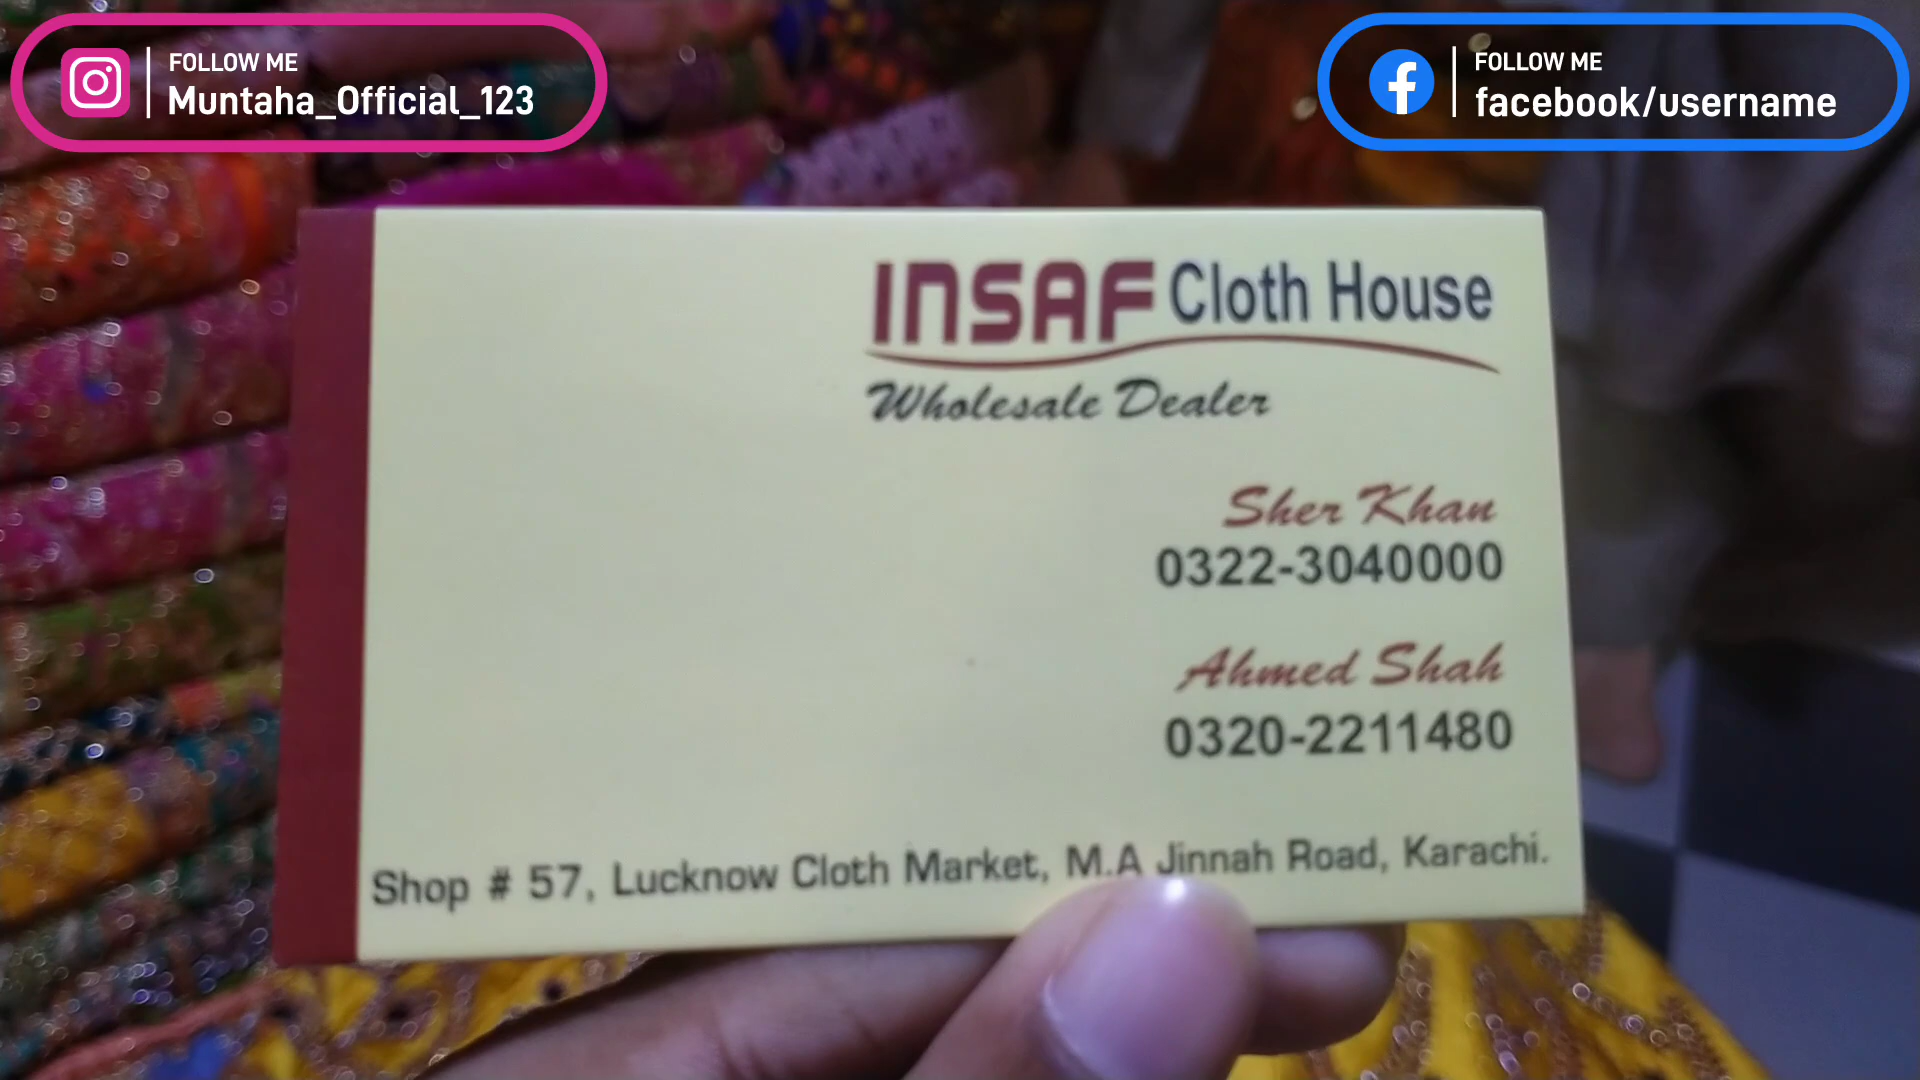 FOLLOW ME
Muntaha_Official_123
FOLLOW ME
facebook/username
INSAF Cloth House
Wholesale Dealer
Sher Khan
0322-3040000
Ahmed Shah
0320-2211480
Shop # 57, Lucknow Cloth Market, M.A Jinnah Road, Karachi.